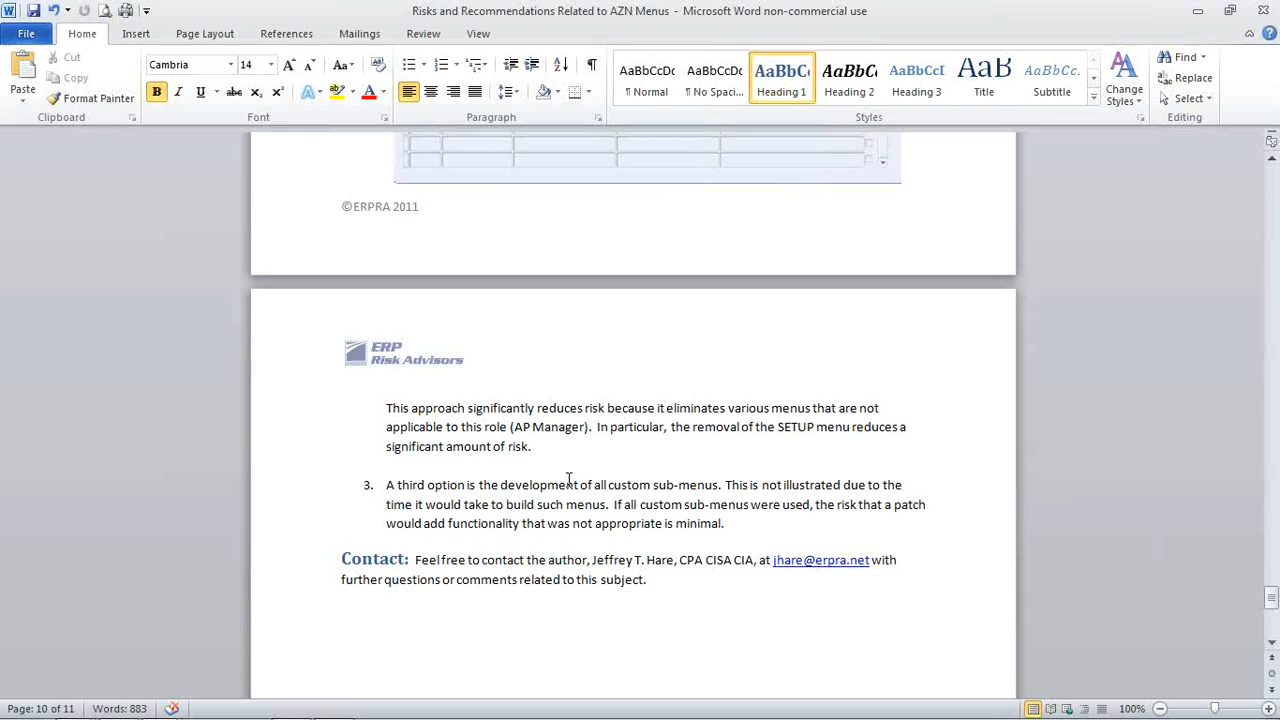 Risks and Recommendations Related to AZN Menus - Microsoft Word non-commercial use
File Home Insert Page Layout References Mailings Review View
Paste
Cut
Copy
Format Painter
Clipboard
Cambria 14
Font
Paragraph
AaBbCcDc AaBbCcDc AaBbC AaBbCc AaBbCcI AaB AaBbCc.
¶ Normal ¶ No Spaci... Heading 1 Heading 2 Heading 3 Title Subtitle
Change Styles
Styles
Find
Replace
Select
Editing
©ERPRA 2011
ERP
Risk Advisors
This approach significantly reduces risk because it eliminates various menus that are not
applicable to this role (AP Manager). In particular, the removal of the SETUP menu reduces a
significant amount of risk.
3. A third option is the development of all custom sub-menus. This is not illustrated due to the
time it would take to build such menus. If all custom sub-menus were used, the risk that a patch
would add functionality that was not appropriate is minimal.
Contact: Feel free to contact the author, Jeffrey T. Hare, CPA CISA CIA, at jhare@erpra.net with
further questions or comments related to this subject.
Page: 10 of 11 Words: 883 100%